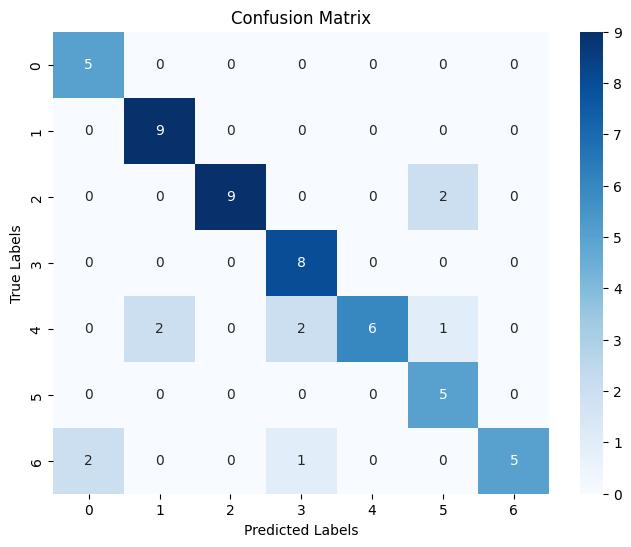 Confusion Matrix
True Labels
0 5 0 0 0 0 0 0
1 0 9 0 0 0 0 0
2 0 0 9 0 0 2 0
3 0 0 0 8 0 0 0
4 0 2 0 2 6 1 0
5 0 0 0 0 0 5 0
6 2 0 0 1 0 0 5
0 1 2 3 4 5 6
Predicted Labels
9
8
7
6
5
4
3
2
1
0